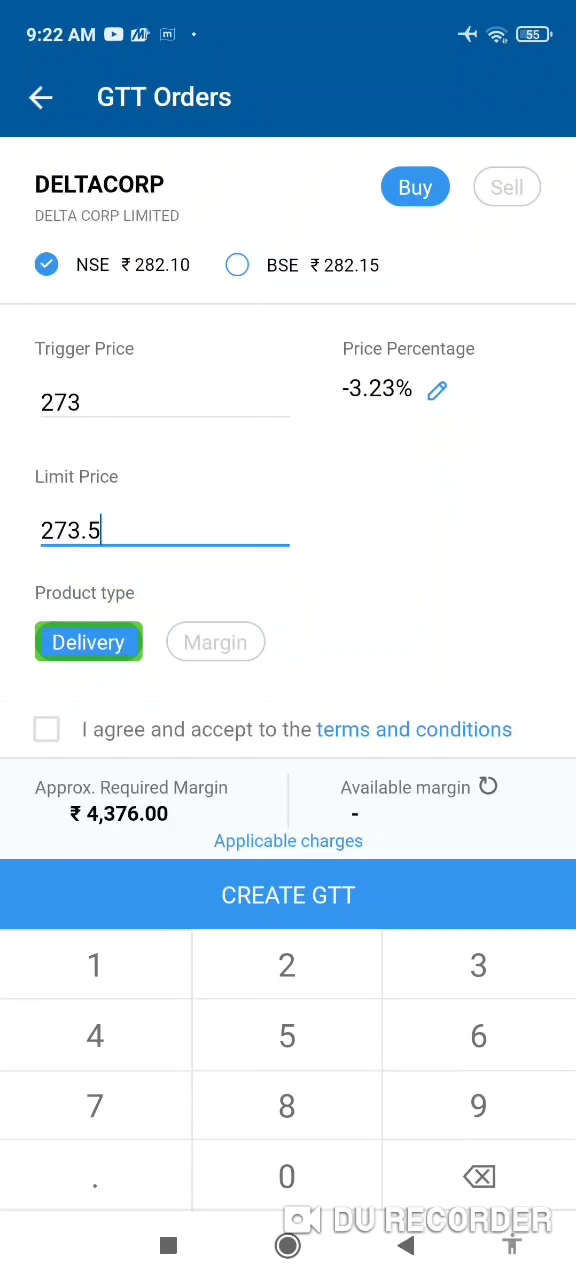 9:22 AM
55
GTT Orders
DELTACORP
Buy
Sell
DELTA CORP LIMITED
NSE ₹ 282.10
BSE ₹ 282.15
Trigger Price
Price Percentage
273
-3.23%
Limit Price
273.5
Product type
Delivery
Margin
I agree and accept to the terms and conditions
Approx. Required Margin
Available margin
₹ 4,376.00
-
Applicable charges
CREATE GTT
1 2 3
4 5 6
7 8 9
. 0
DU RECORDER